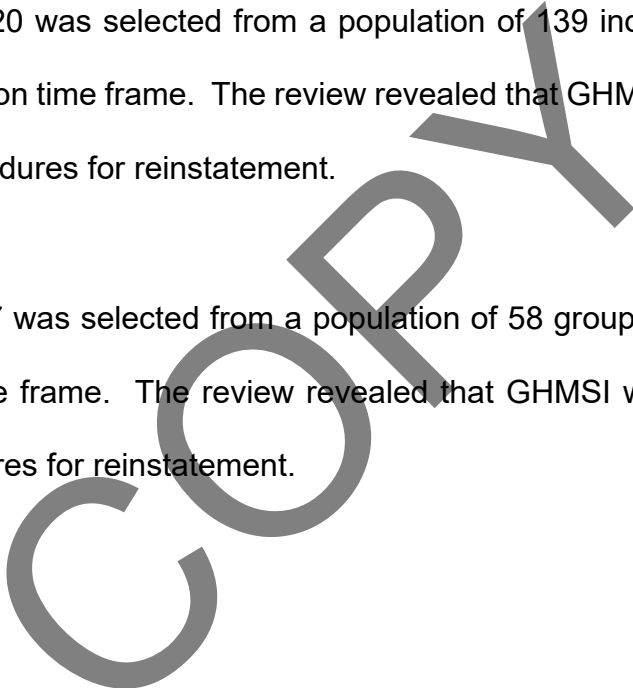 20 was selected from a population of 139 in
on time frame. The review revealed that GHM
dures for reinstatement.
was selected from a population of 58 group
e frame. The review revealed that GHMSI w
res for reinstatement.
COPY